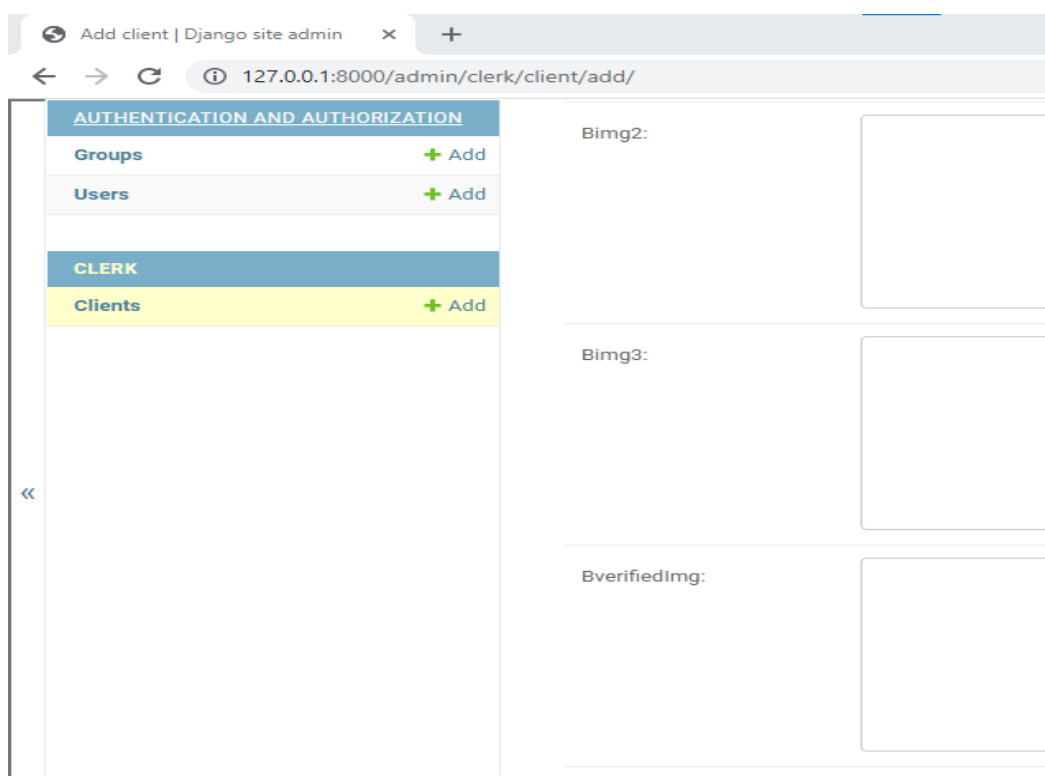 Add client | Django site admin
127.0.0.1:8000/admin/clerk/client/add/
AUTHENTICATION AND AUTHORIZATION
Groups + Add
Users + Add
CLERK
Clients + Add
«
Bimg2:
Bimg3:
BverifiedImg: